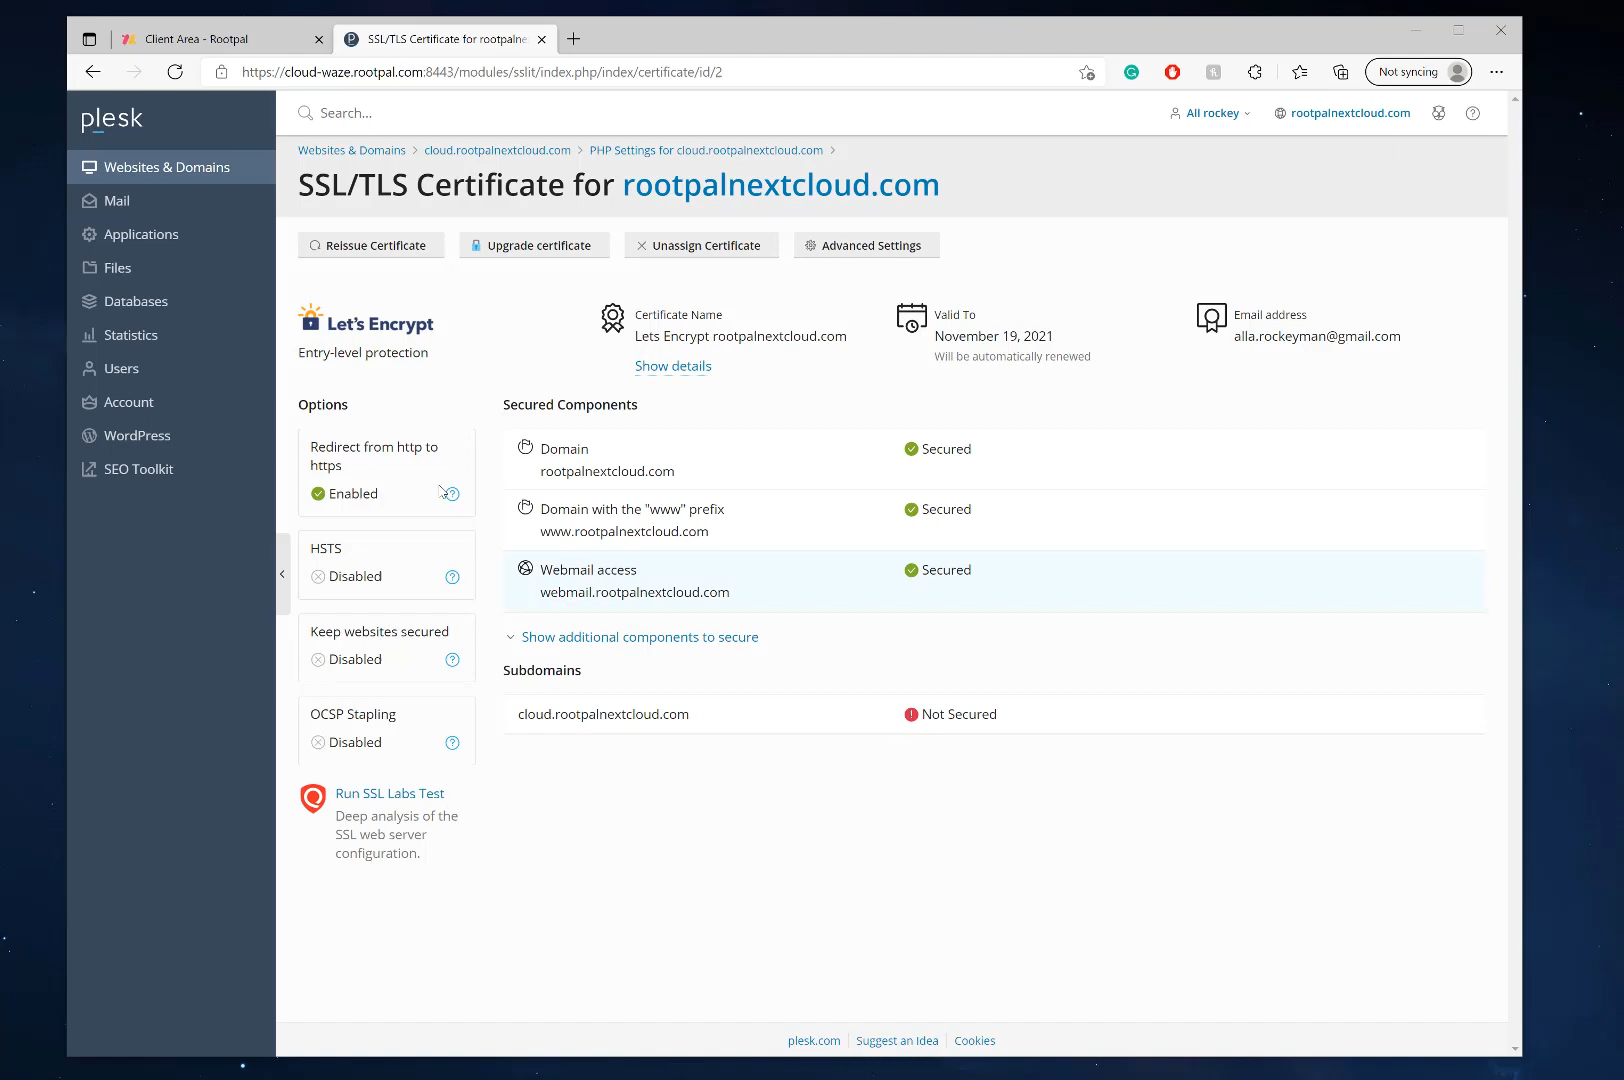 Client Area - Rootpal
SSL/TLS Certificate for rootpalne
https://cloud-waze.rootpal.com:8443/modules/sslit/index.php/index/certificate/id/2
Not syncing
plesk
Search...
All rockey
rootpalnextcloud.com
Websites & Domains
Mail
Applications
Files
Databases
Statistics
Users
Account
WordPress
SEO Toolkit
Websites & Domains > cloud.rootpalnextcloud.com > PHP Settings for cloud.rootpalnextcloud.com >
SSL/TLS Certificate for rootpalnextcloud.com
Reissue Certificate
Upgrade certificate
Unassign Certificate
Advanced Settings
Let's Encrypt
Entry-level protection
Certificate Name
Lets Encrypt rootpalnextcloud.com
Show details
Valid To
November 19, 2021
Will be automatically renewed
Email address
alla.rockeyman@gmail.com
Options
Redirect from http to
https
Enabled
HSTS
Disabled
Keep websites secured
Disabled
OCSP Stapling
Disabled
Run SSL Labs Test
Deep analysis of the
SSL web server
configuration.
Secured Components
Domain
Secured
rootpalnextcloud.com
Domain with the "www" prefix
Secured
www.rootpalnextcloud.com
Webmail access
Secured
webmail.rootpalnextcloud.com
Show additional components to secure
Subdomains
cloud.rootpalnextcloud.com
Not Secured
plesk.com
Suggest an Idea
Cookies